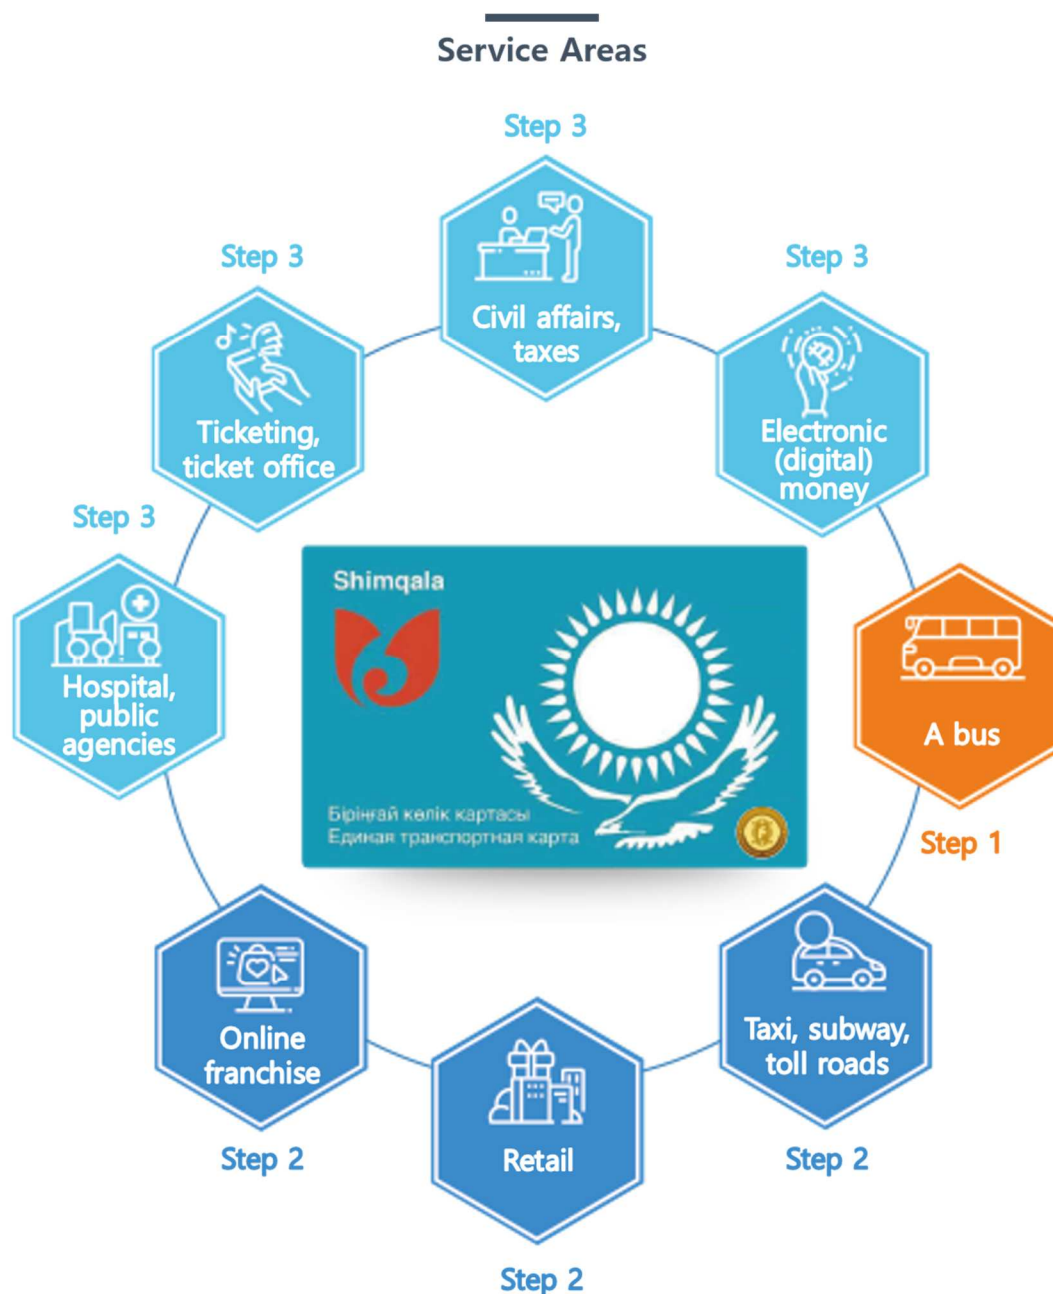 Service Areas
Step 3
Civil affairs,
taxes
Step 3
Ticketing,
ticket office
Step 3
Electronic
(digital)
money
Step 3
Hospital,
public
agencies
Shimqala
Бірінғай көлік картасы
Единая транспортная карта
A bus
Step 1
Online
franchise
Step 2
Retail
Step 2
Taxi, subway,
toll roads
Step 2